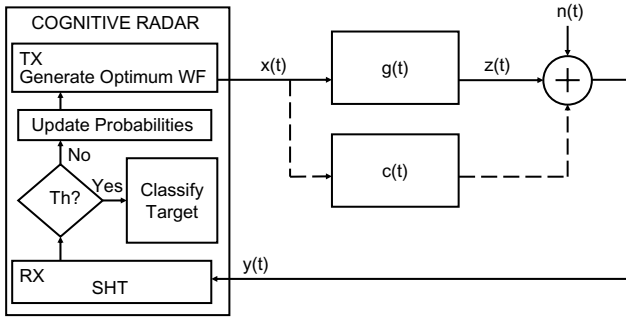 COGNITIVE RADAR
TX
Generate Optimum WF
Update Probabilities
No
Th?
Yes
Classify
Target
RX
SHT
x(t)
g(t)
z(t)
n(t)
+
c(t)
y(t)